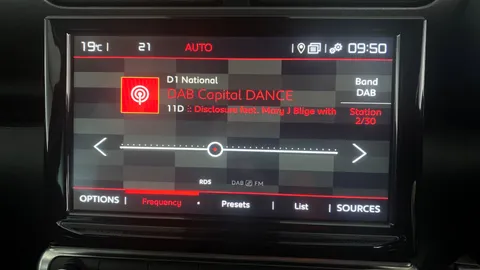 19°c 21 AUTO 09:50
D1 National
DAB Capital DANCE
11D :: Disclosure feat. Mary J Blige with
Band
DAB
Station
2/30
RDS DAB FM
OPTIONS Frequency Presets List SOURCES